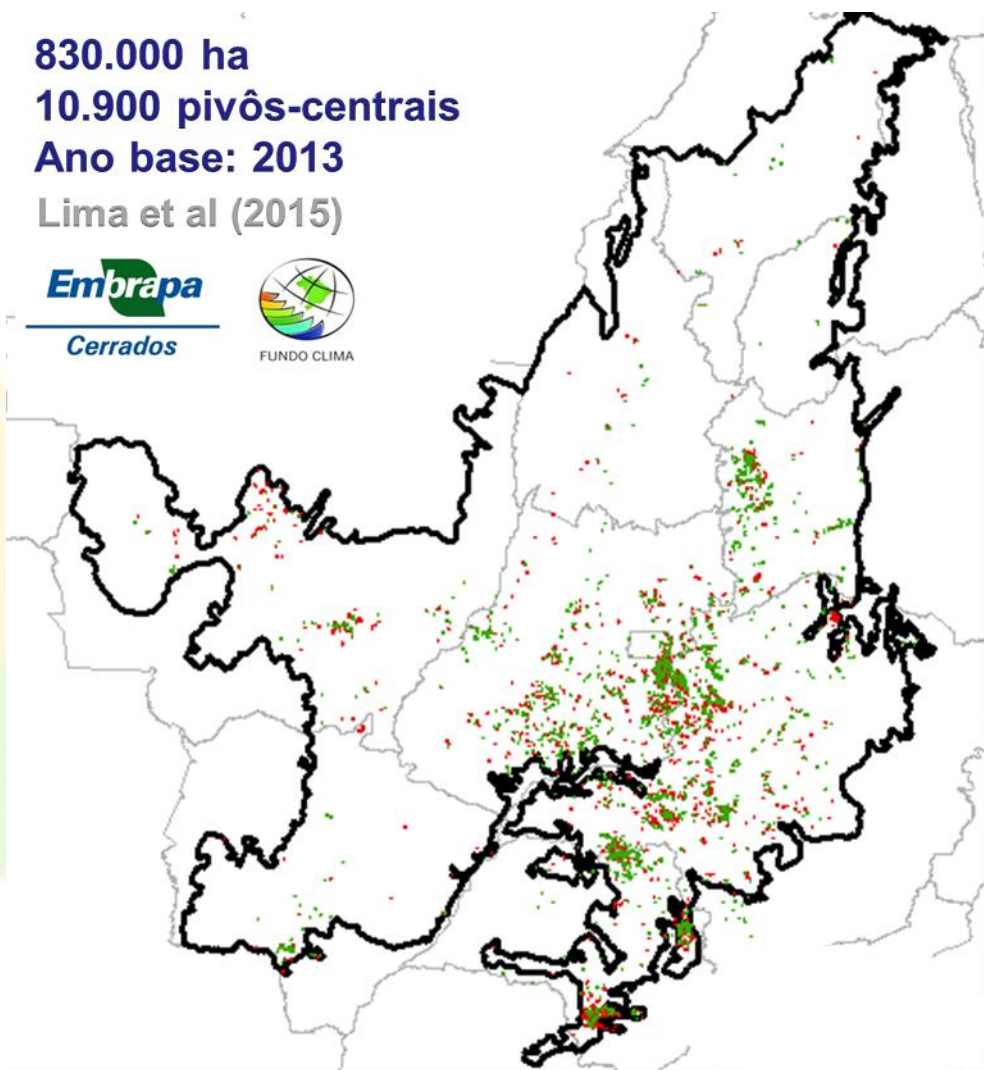 830.000 ha
10.900 pivôs-centrais
Ano base: 2013
Lima et al (2015)
Embrapa
Cerrados
FUNDO CLIMA